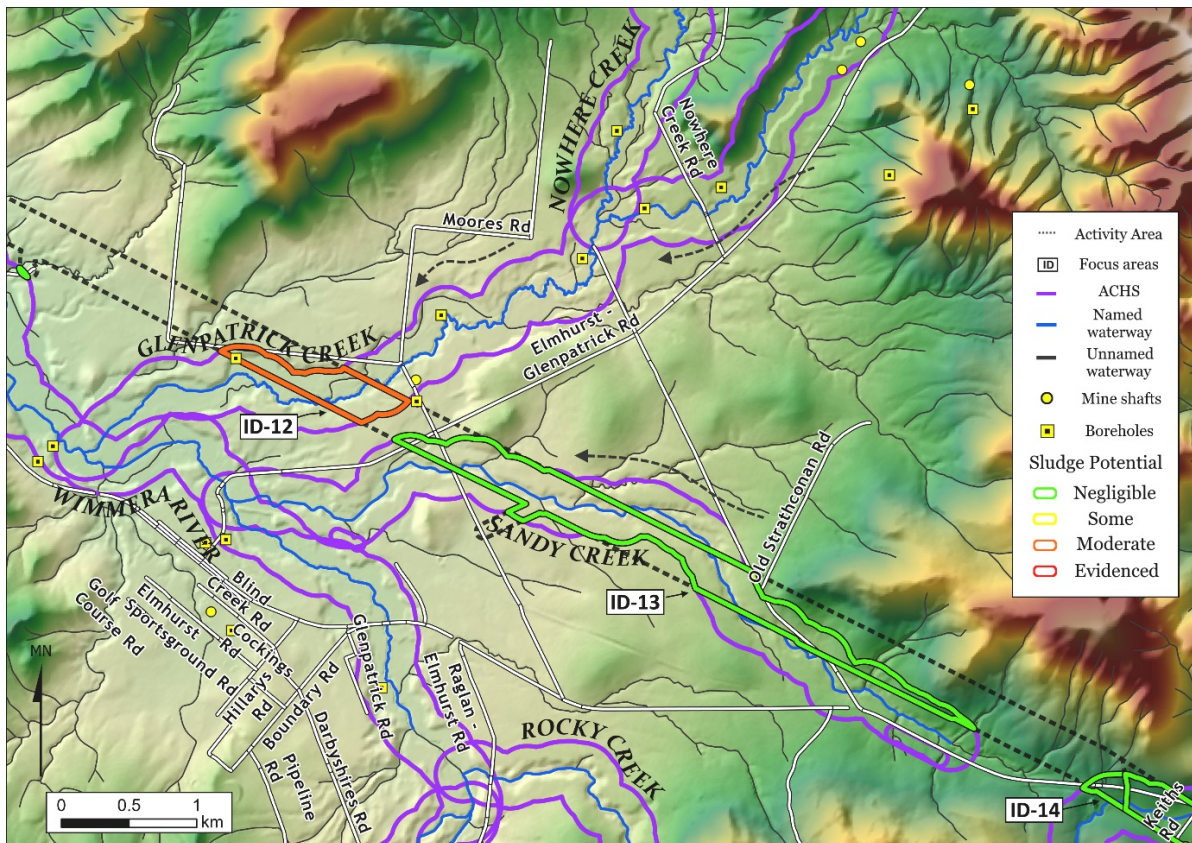 NOWHERE CREEK
Nowhere
Creek Rd
Moores Rd
Elmhurst -
Glenpatrick Rd
GLENPATRICK CREEK
ID-12
WIMMERA
RIVER
SANDY CREEK
Old Strathconan Rd
ID-13
Blind
Creek Rd
Cockings
Rd
Elmhurst
Sportsground Rd
Golf
Course Rd
Hillarys
Rd
Boundary Rd
Pipeline
Rd
Darbyshires Rd
Glenpatrick Rd
Raglan -
Elmhurst Rd
ROCKY CREEK
ID-14
Keiths
Rd
MN
0 0.5 1
km
Activity Area
ID Focus areas
ACHS
Named
waterway
Unnamed
waterway
Mine shafts
Boreholes
Sludge Potential
Negligible
Some
Moderate
Evidenced